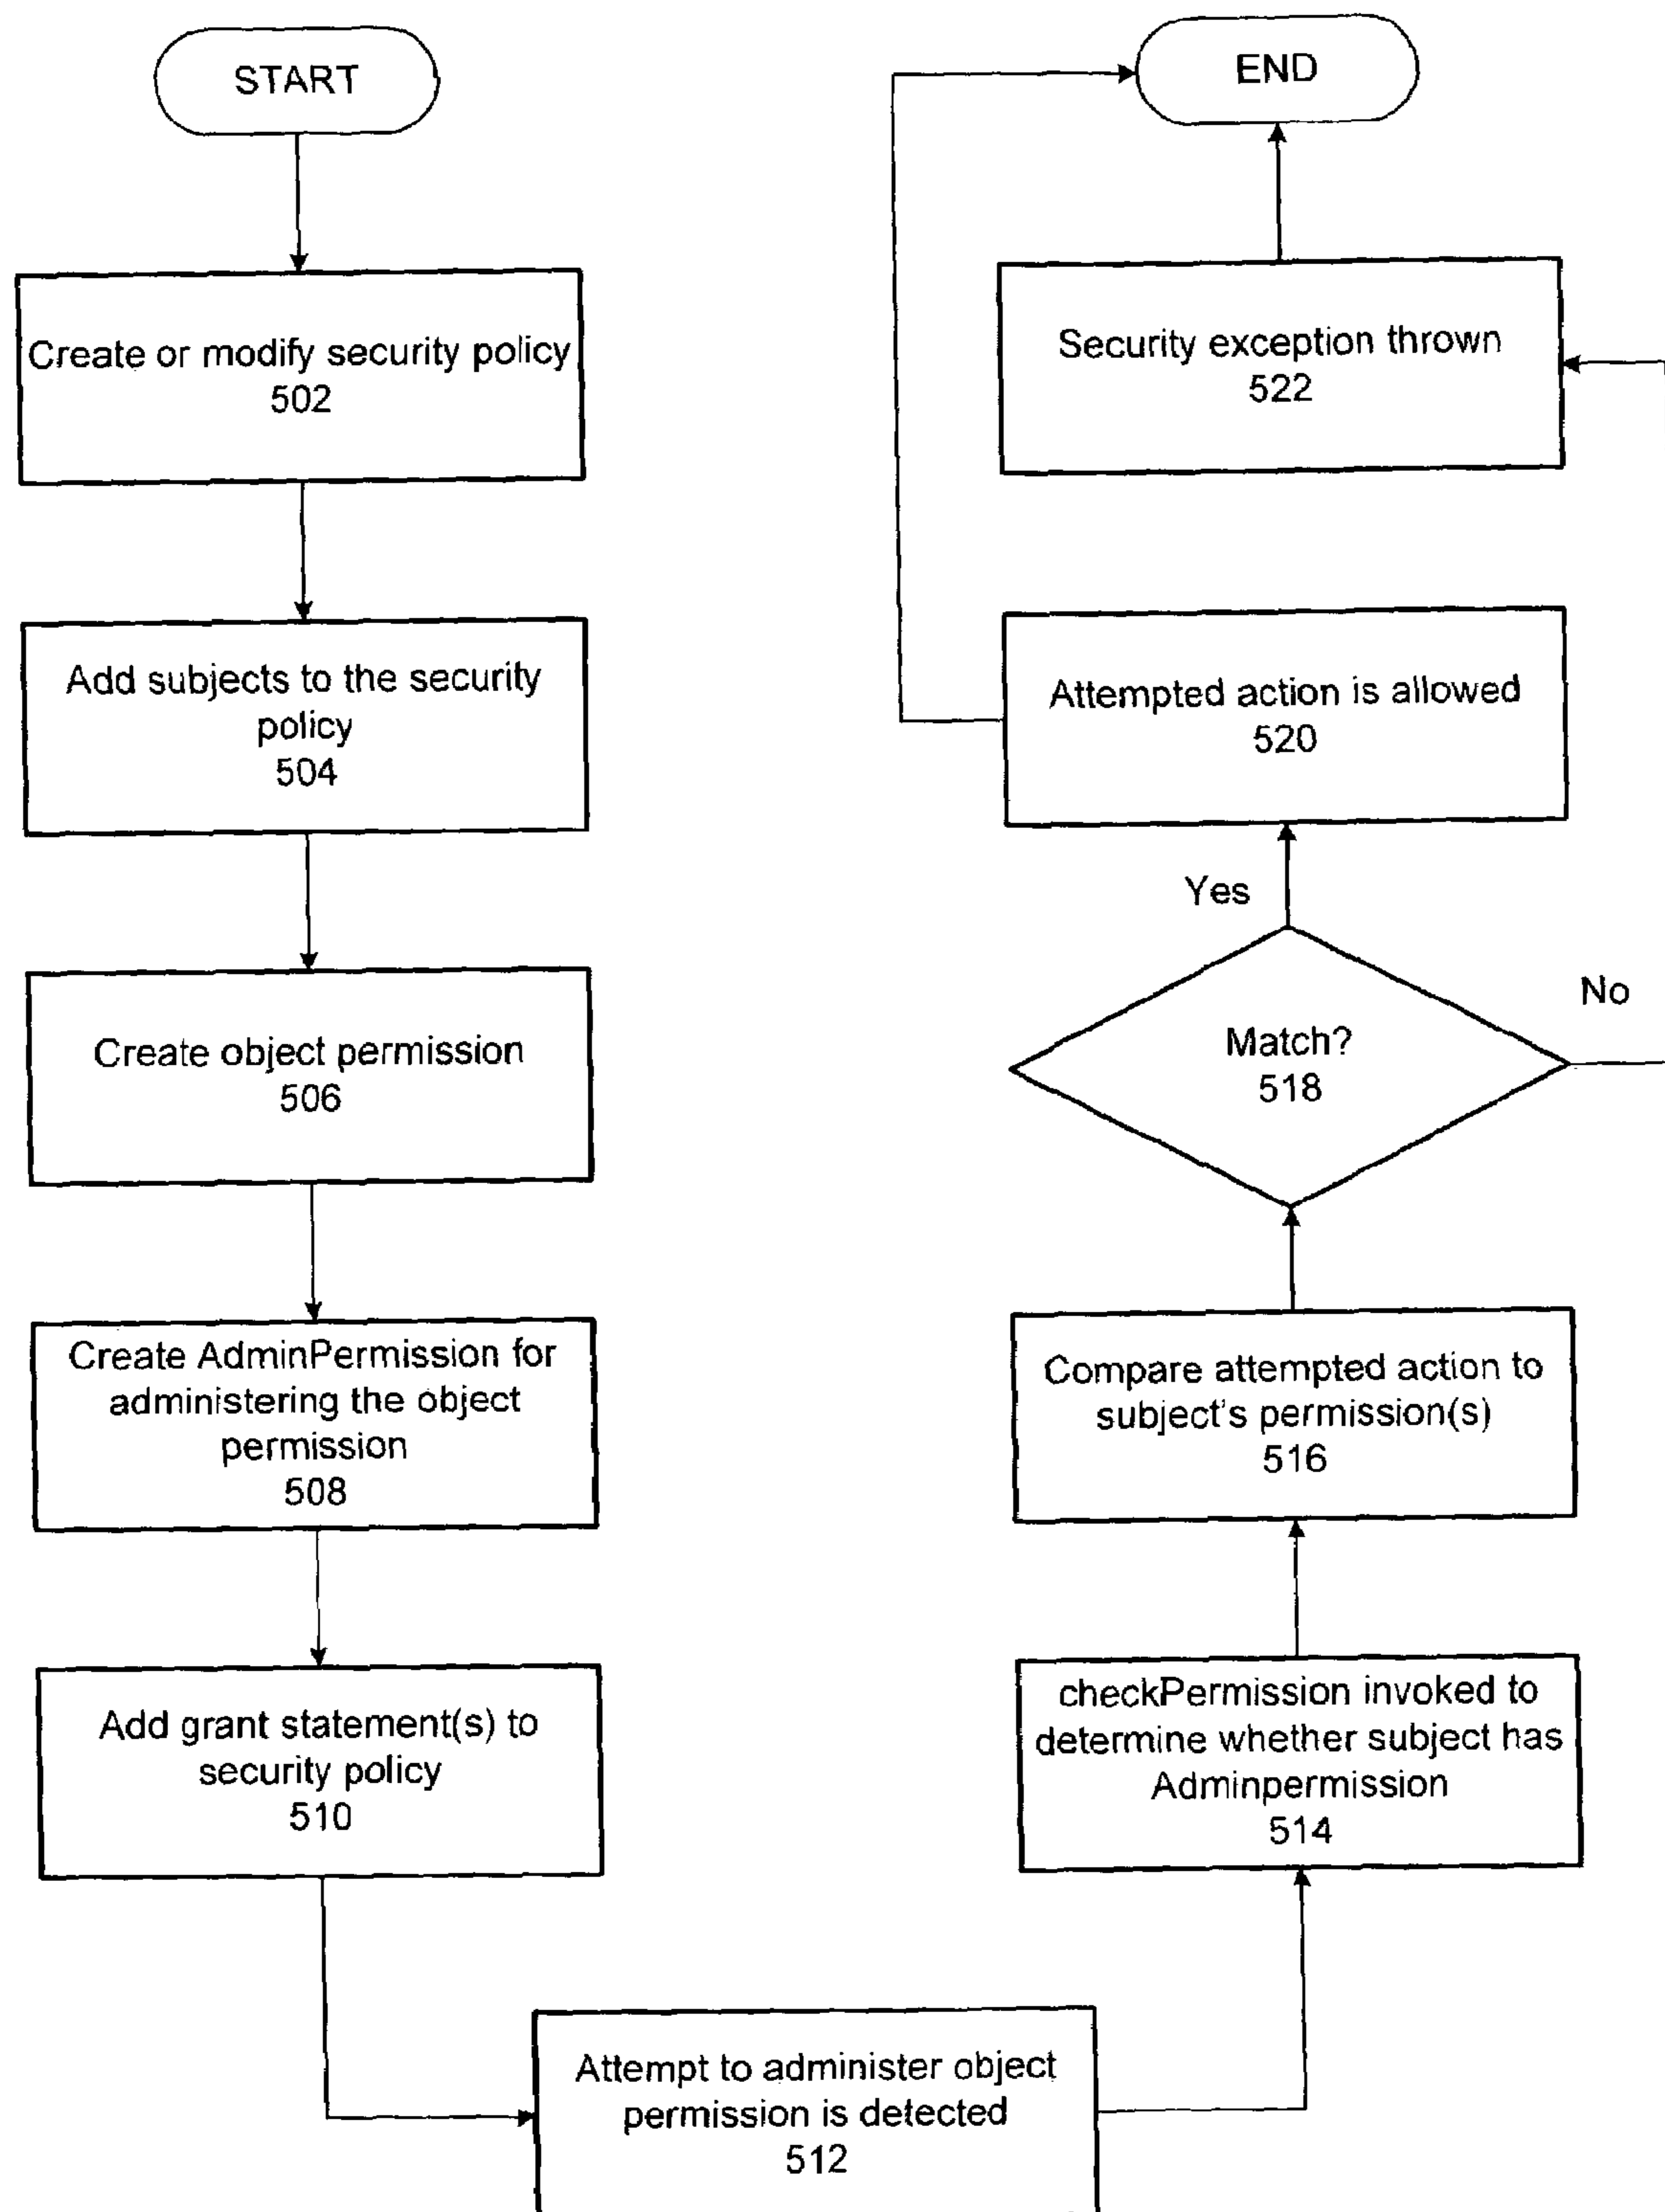 START
Create or modify security policy
502
Add subjects to the security
policy
504
Create object permission
506
Create AdminPermission for
administering the object
permission
508
Add grant statement(s) to
security policy
510
Attempt to administer object
permission is detected
512
checkPermission invoked to
determine whether subject has
Adminpermission
514
Compare attempted action to
subject's permission(s)
516
Match?
518
Yes
No
Attempted action is allowed
520
Security exception thrown
522
END